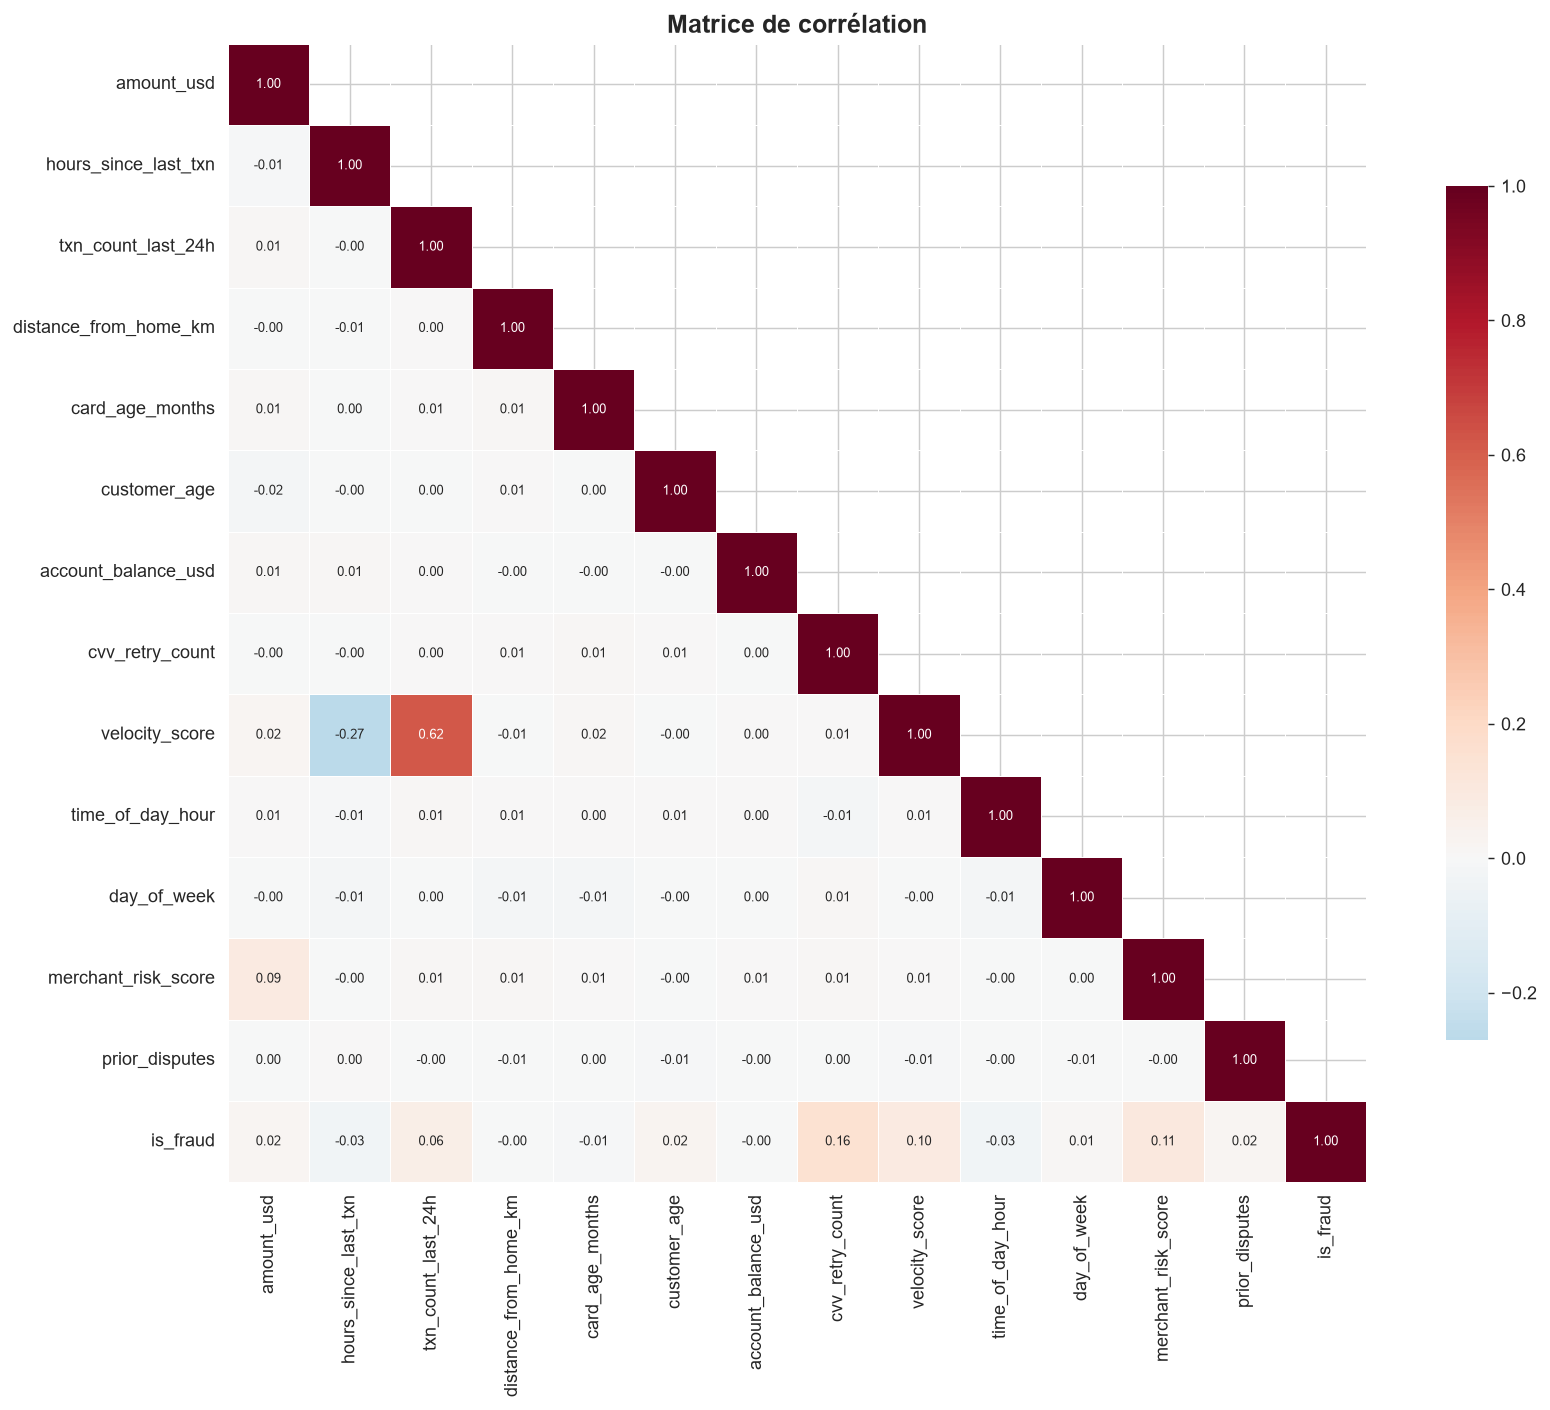 Matrice de corrélation
amount_usd 1.00
hours_since_last_txn -0.01 1.00
txn_count_last_24h 0.01 -0.00 1.00
distance_from_home_km -0.00 -0.01 0.00 1.00
card_age_months 0.01 0.00 0.01 0.01 1.00
customer_age -0.02 -0.00 0.00 0.01 0.00 1.00
account_balance_usd 0.01 0.01 0.00 -0.00 -0.00 -0.00 1.00
cvv_retry_count -0.00 -0.00 0.00 0.01 0.01 0.01 0.00 1.00
velocity_score 0.02 -0.27 0.62 -0.01 0.02 -0.00 0.00 0.01 1.00
time_of_day_hour 0.01 -0.01 0.01 0.01 0.00 0.01 0.00 -0.01 0.01 1.00
day_of_week -0.00 -0.01 0.00 -0.01 -0.01 -0.00 0.00 0.01 -0.00 -0.01 1.00
merchant_risk_score 0.09 -0.00 0.01 0.01 0.01 -0.00 0.01 0.01 0.01 -0.00 0.00 1.00
prior_disputes 0.00 0.00 -0.00 -0.01 0.00 -0.01 -0.00 0.00 -0.01 -0.00 -0.01 -0.00 1.00
is_fraud 0.02 -0.03 0.06 -0.00 -0.01 0.02 -0.00 0.16 0.10 -0.03 0.01 0.11 0.02 1.00
amount_usd
hours_since_last_txn
txn_count_last_24h
distance_from_home_km
card_age_months
customer_age
account_balance_usd
cvv_retry_count
velocity_score
time_of_day_hour
day_of_week
merchant_risk_score
prior_disputes
is_fraud
1.0
0.8
0.6
0.4
0.2
0.0
−0.2